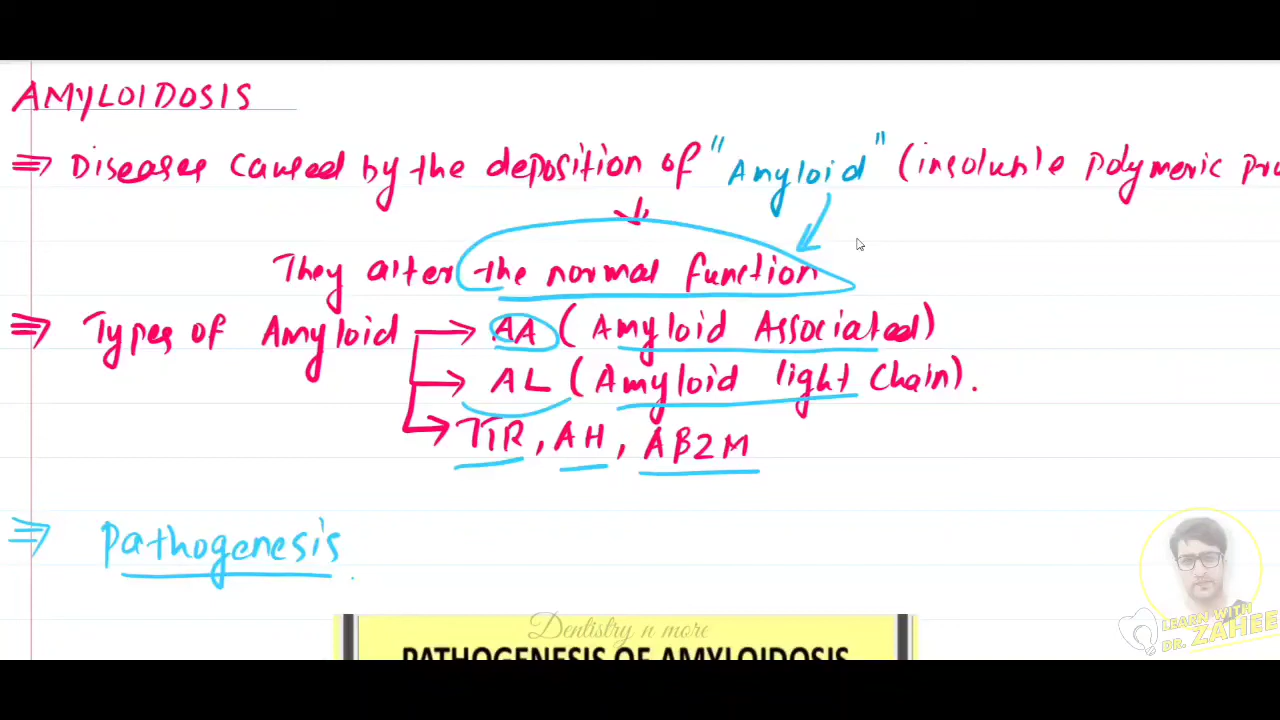 AMYLOIDOSIS
⇒ Diseases caused by the deposition of "Amyloid" (insoluble polymeric pro
They alter the normal function
⇒ Types of Amyloid → AA (Amyloid Associated)
→ AL (Amyloid light Chain).
→ TTR, AH, AB2M
⇒ Pathogenesis.
Dentistry n more
PATHOGENESIS OF AMYLOIDOSIS
LEARN WITH
DR. ZAHEE